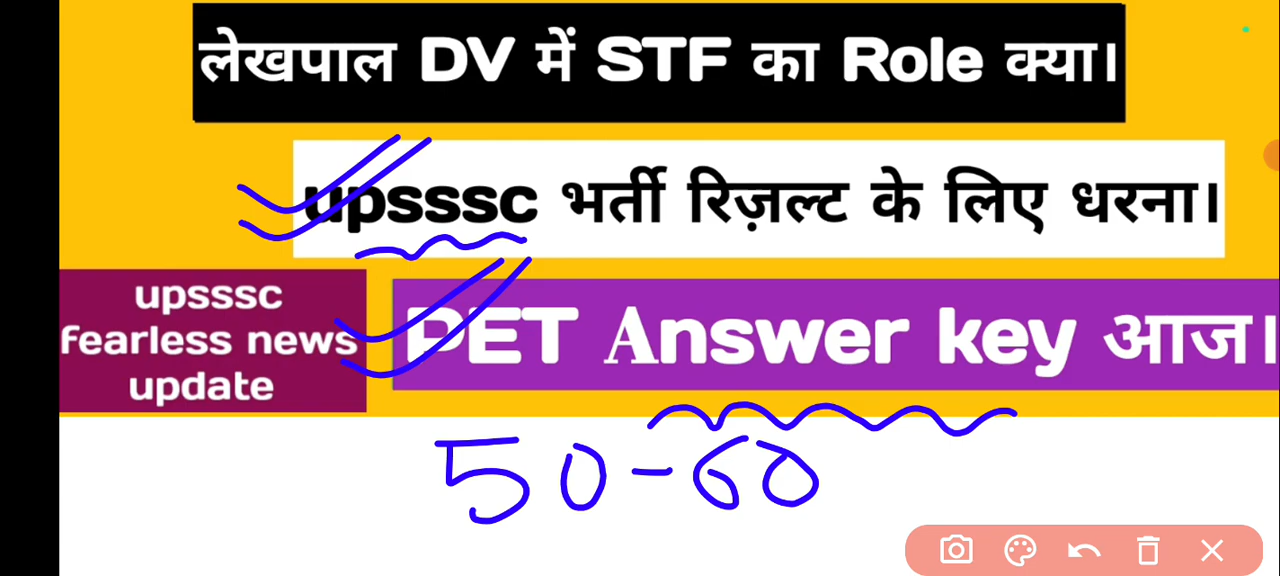 लेखपाल DV में STF का Role क्या।
upsssc भर्ती रिज़ल्ट के लिए धरना।
upsssc
fearless news
update
PET Answer key आज।
50-60